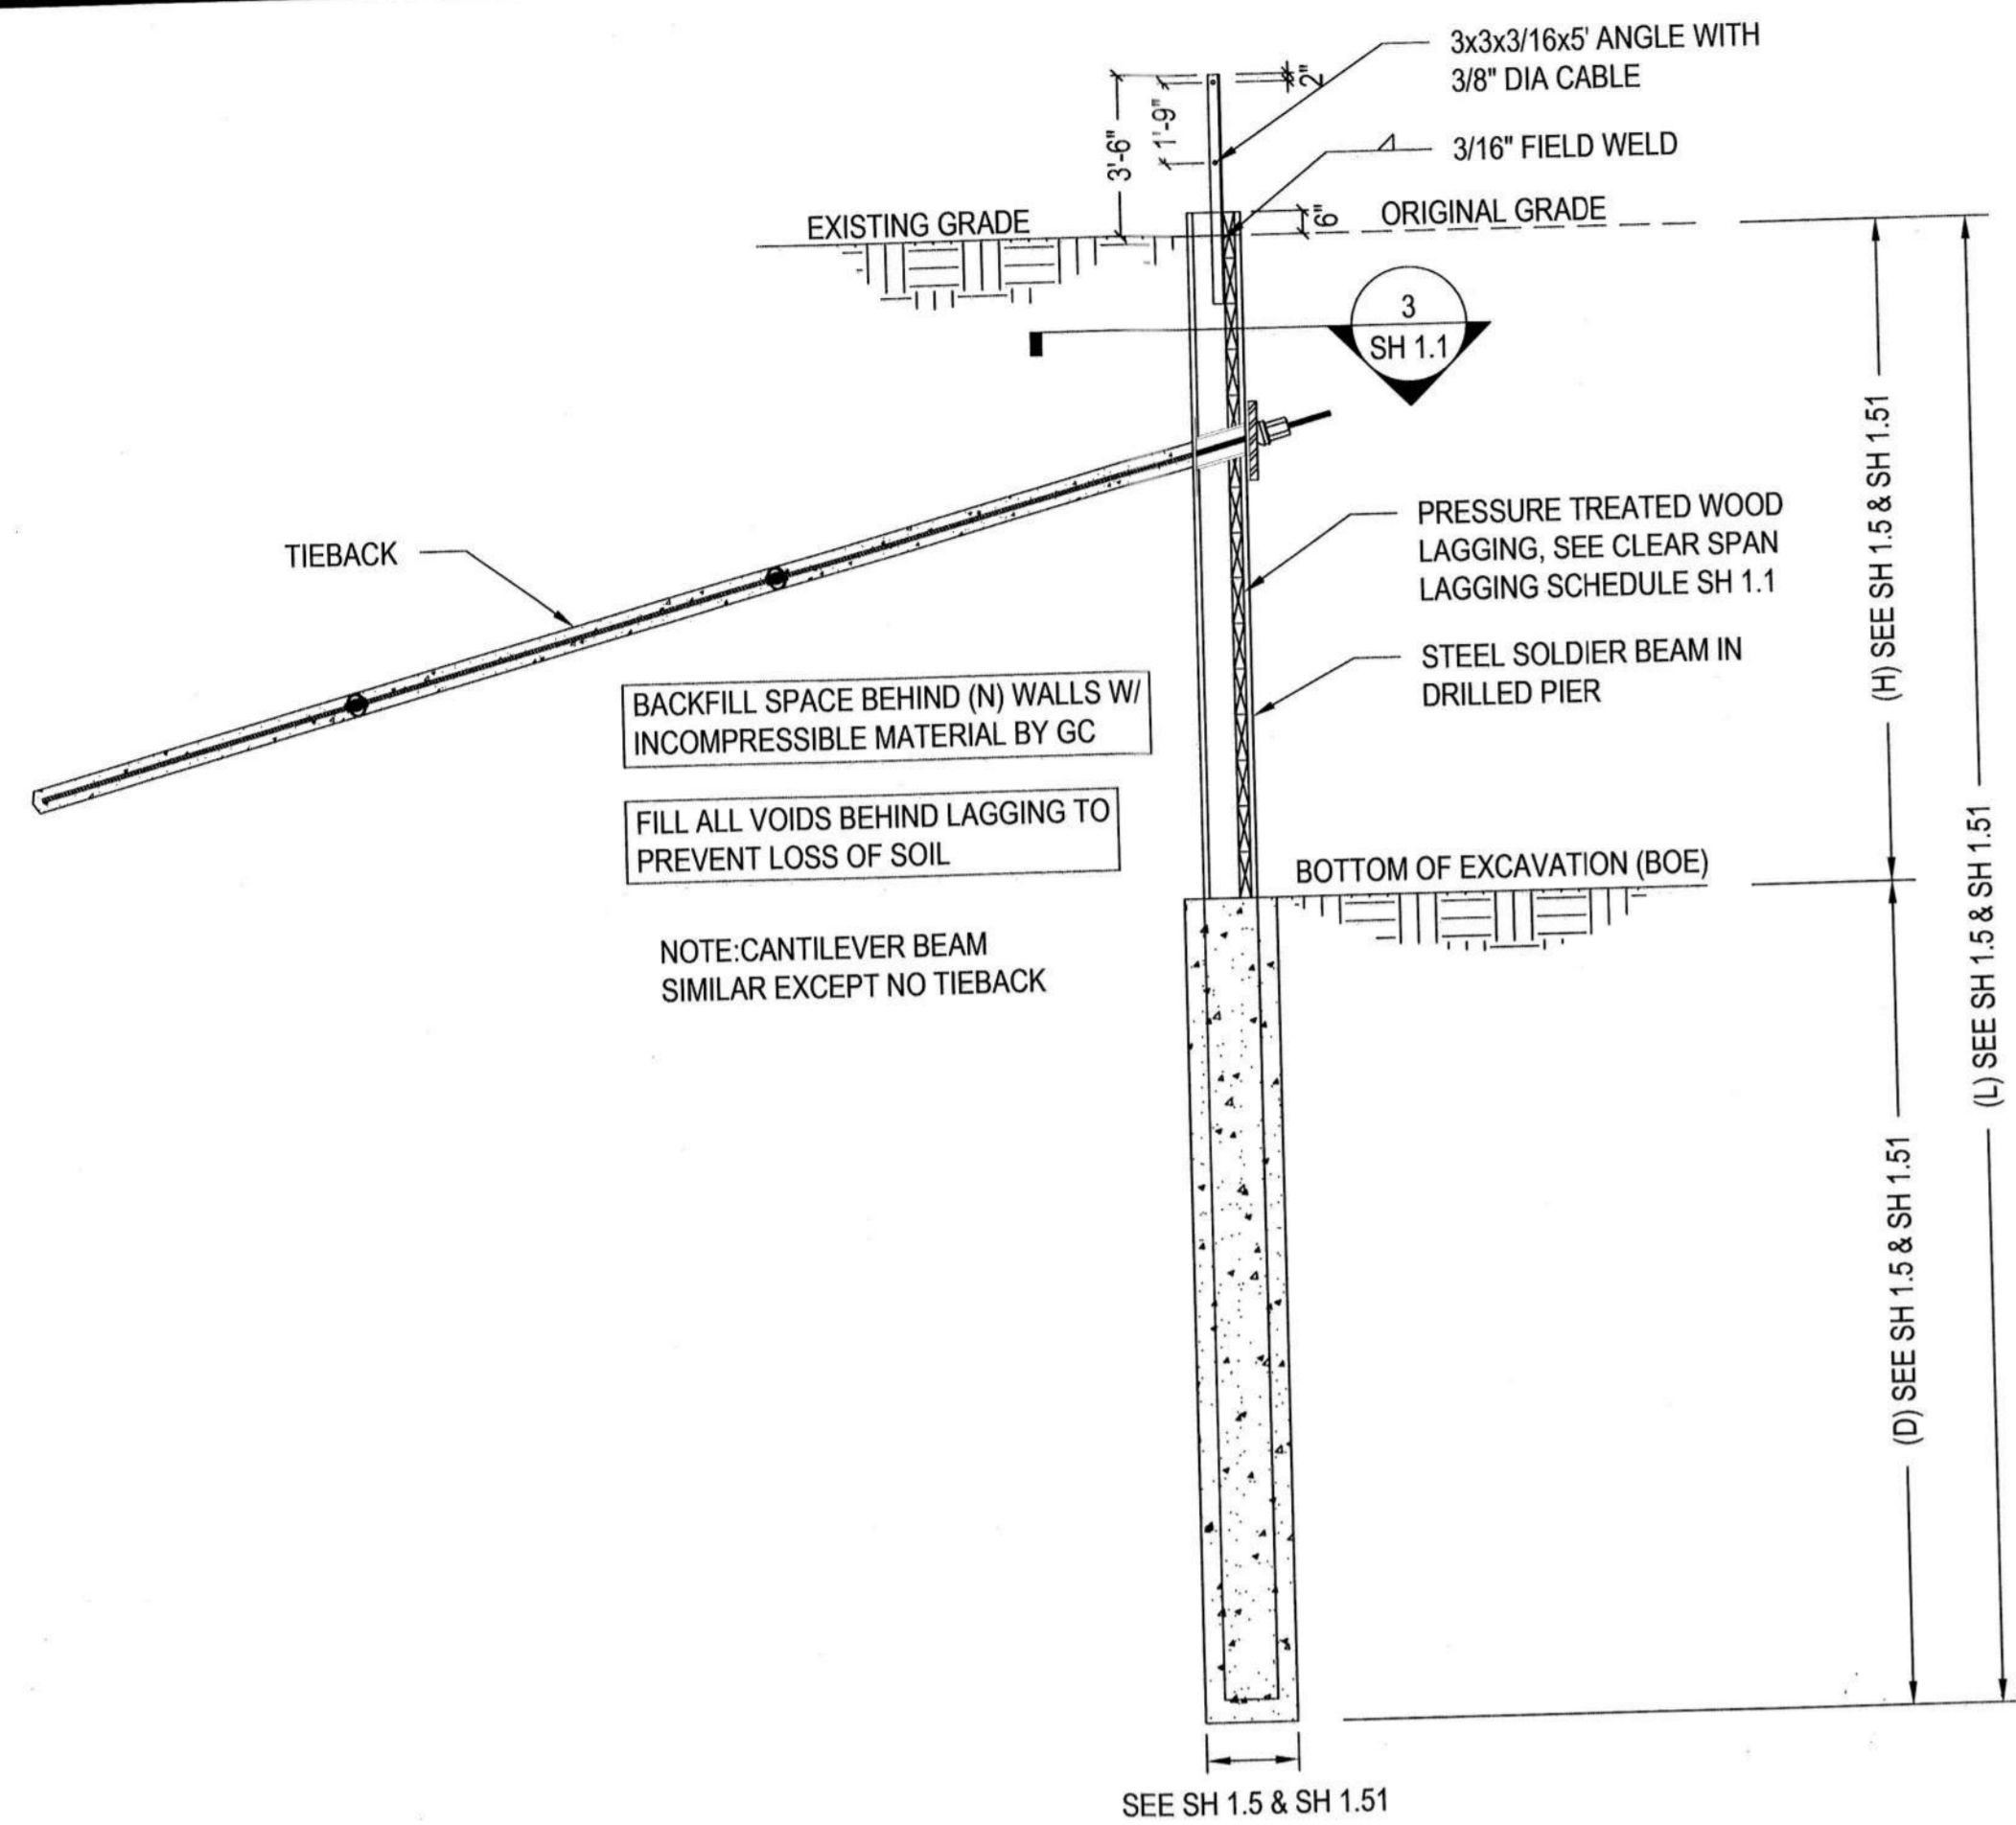 3x3x3/16x5' ANGLE WITH
3/8" DIA CABLE
2"
1'-9"
3'-6"
3/16" FIELD WELD
EXISTING GRADE
6"
ORIGINAL GRADE
3
SH 1.1
TIEBACK
PRESSURE TREATED WOOD
LAGGING, SEE CLEAR SPAN
LAGGING SCHEDULE SH 1.1
STEEL SOLDIER BEAM IN
DRILLED PIER
BACKFILL SPACE BEHIND (N) WALLS W/
INCOMPRESSIBLE MATERIAL BY GC
FILL ALL VOIDS BEHIND LAGGING TO
PREVENT LOSS OF SOIL
NOTE:CANTILEVER BEAM
SIMILAR EXCEPT NO TIEBACK
BOTTOM OF EXCAVATION (BOE)
(H) SEE SH 1.5 & SH 1.51
(L) SEE SH 1.5 & SH 1.51
(D) SEE SH 1.5 & SH 1.51
SEE SH 1.5 & SH 1.51